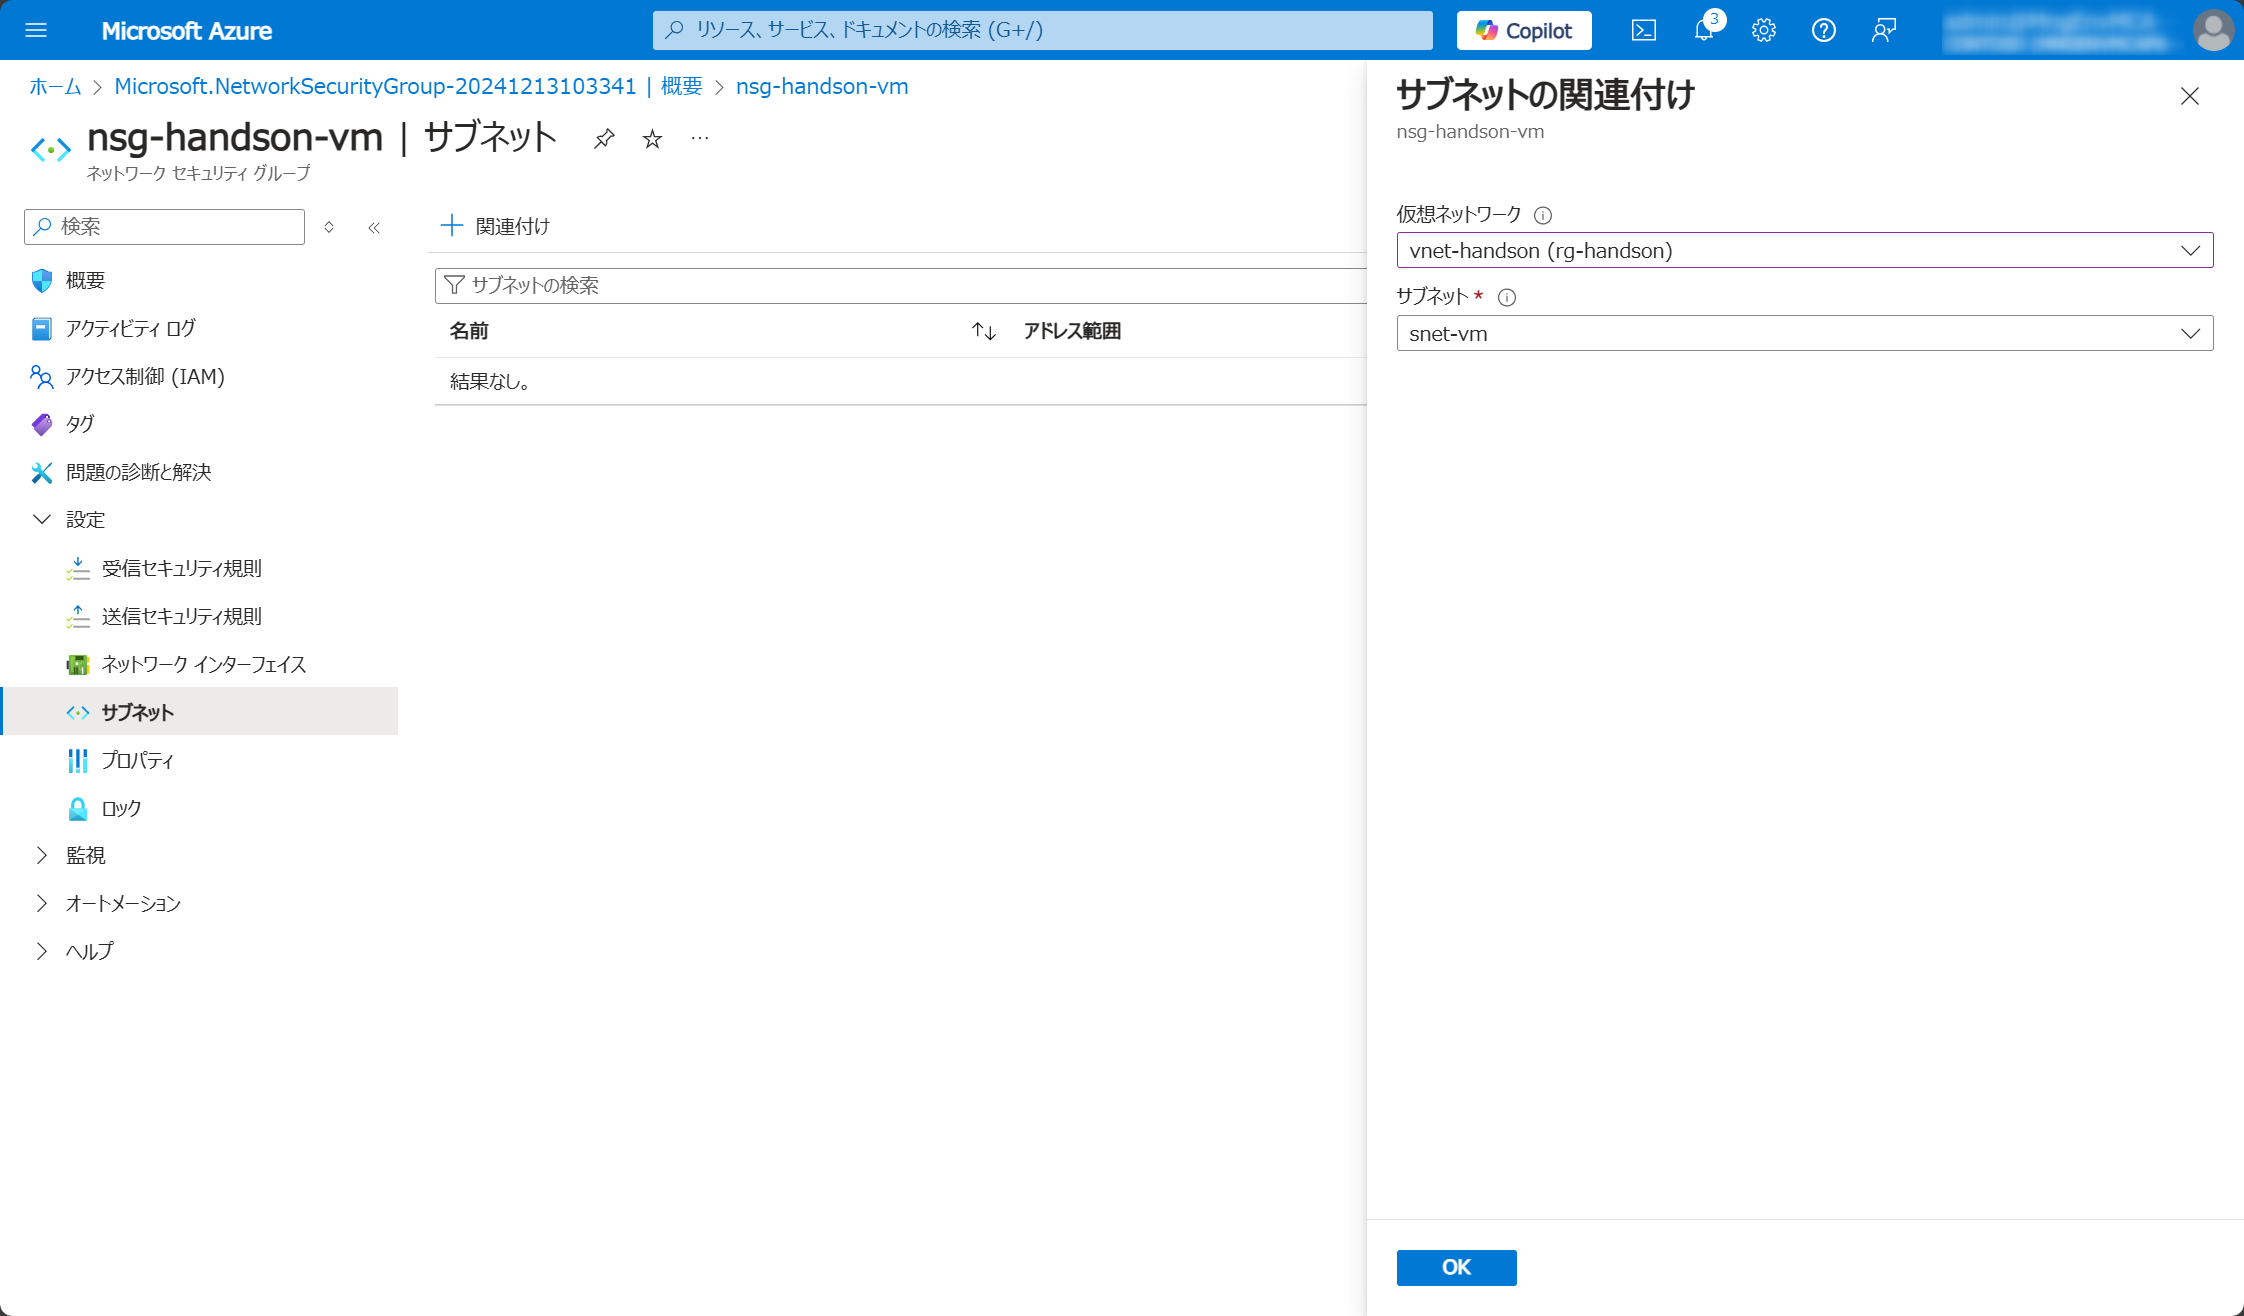 Microsoft Azure
リソース、サービス、ドキュメントの検索 (G+/)
Copilot
3
ホーム > Microsoft.NetworkSecurityGroup-20241213103341 | 概要 > nsg-handson-vm
nsg-handson-vm | サブネット
ネットワーク セキュリティ グループ
検索
概要
アクティビティ ログ
アクセス制御 (IAM)
タグ
問題の診断と解決
設定
受信セキュリティ規則
送信セキュリティ規則
ネットワーク インターフェイス
サブネット
プロパティ
ロック
監視
オートメーション
ヘルプ
関連付け
サブネットの検索
名前 アドレス範囲
結果なし。
サブネットの関連付け
nsg-handson-vm
仮想ネットワーク
vnet-handson (rg-handson)
サブネット *
snet-vm
OK